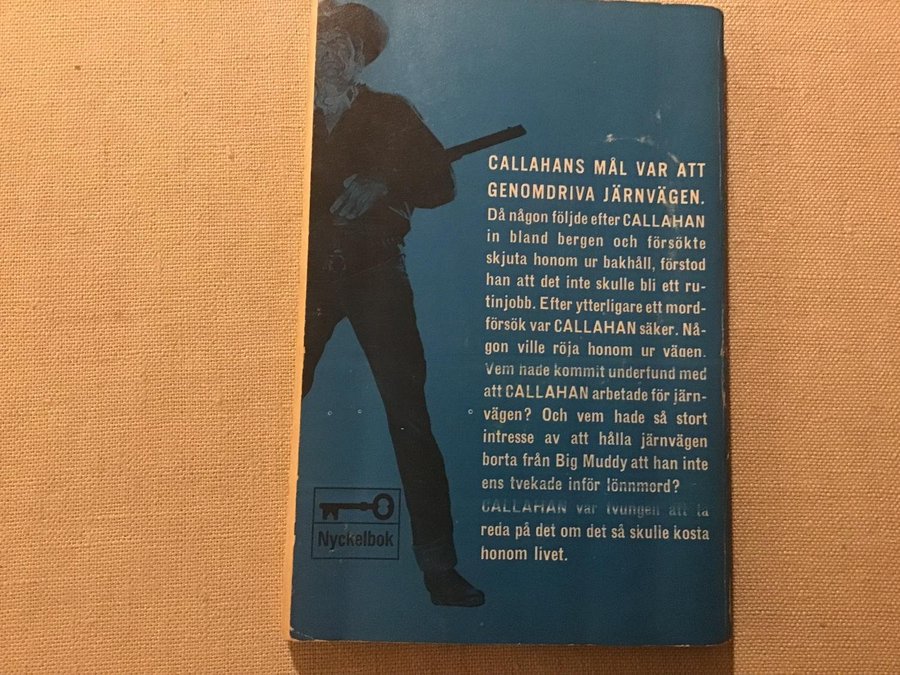 CALLAHANS MÅL VAR ATT
GENOMDRIVA JÄRNVÄGEN.
Då någon följde efter CALLAHAN
in bland bergen och försökte
skjuta honom ur bakhåll, förstod
han att det inte skulle bli ett ru-
tinjobb. Efter ytterligare ett mord-
försök var CALLAHAN säker. Nå-
gon ville röja honom ur vägen.
Vem hade kommit underfund med
att CALLAHAN arbetade för järn-
vägen? Och vem hade så stort
intresse av att hålla järnvägen
borta från Big Muddy att han inte
ens tvekade inför lönnmord?
CALLAHAN var tvungen att ta
reda på det om det så skulle kosta
honom livet.
Nyckelbok